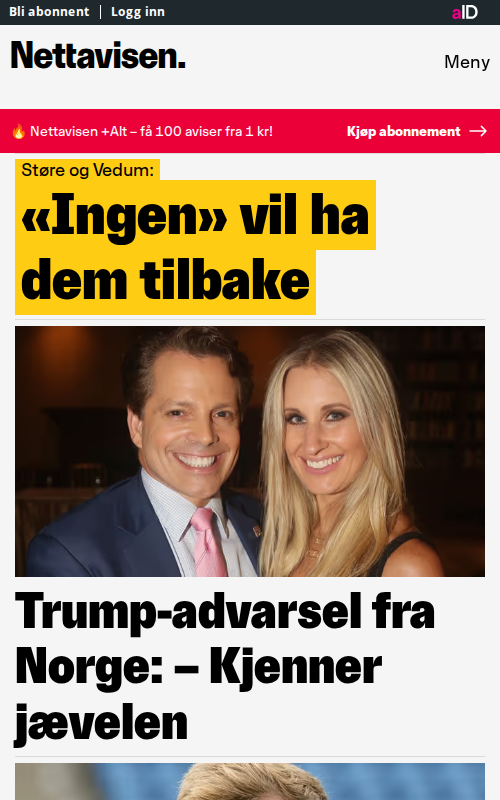 Bli abonnent | Logg inn
aID
Nettavisen.
Meny
🔥 Nettavisen +Alt – få 100 aviser fra 1 kr!
Kjøp abonnement →
Støre og Vedum:
«Ingen» vil ha
dem tilbake
Trump-advarsel fra
Norge: – Kjenner
jævelen